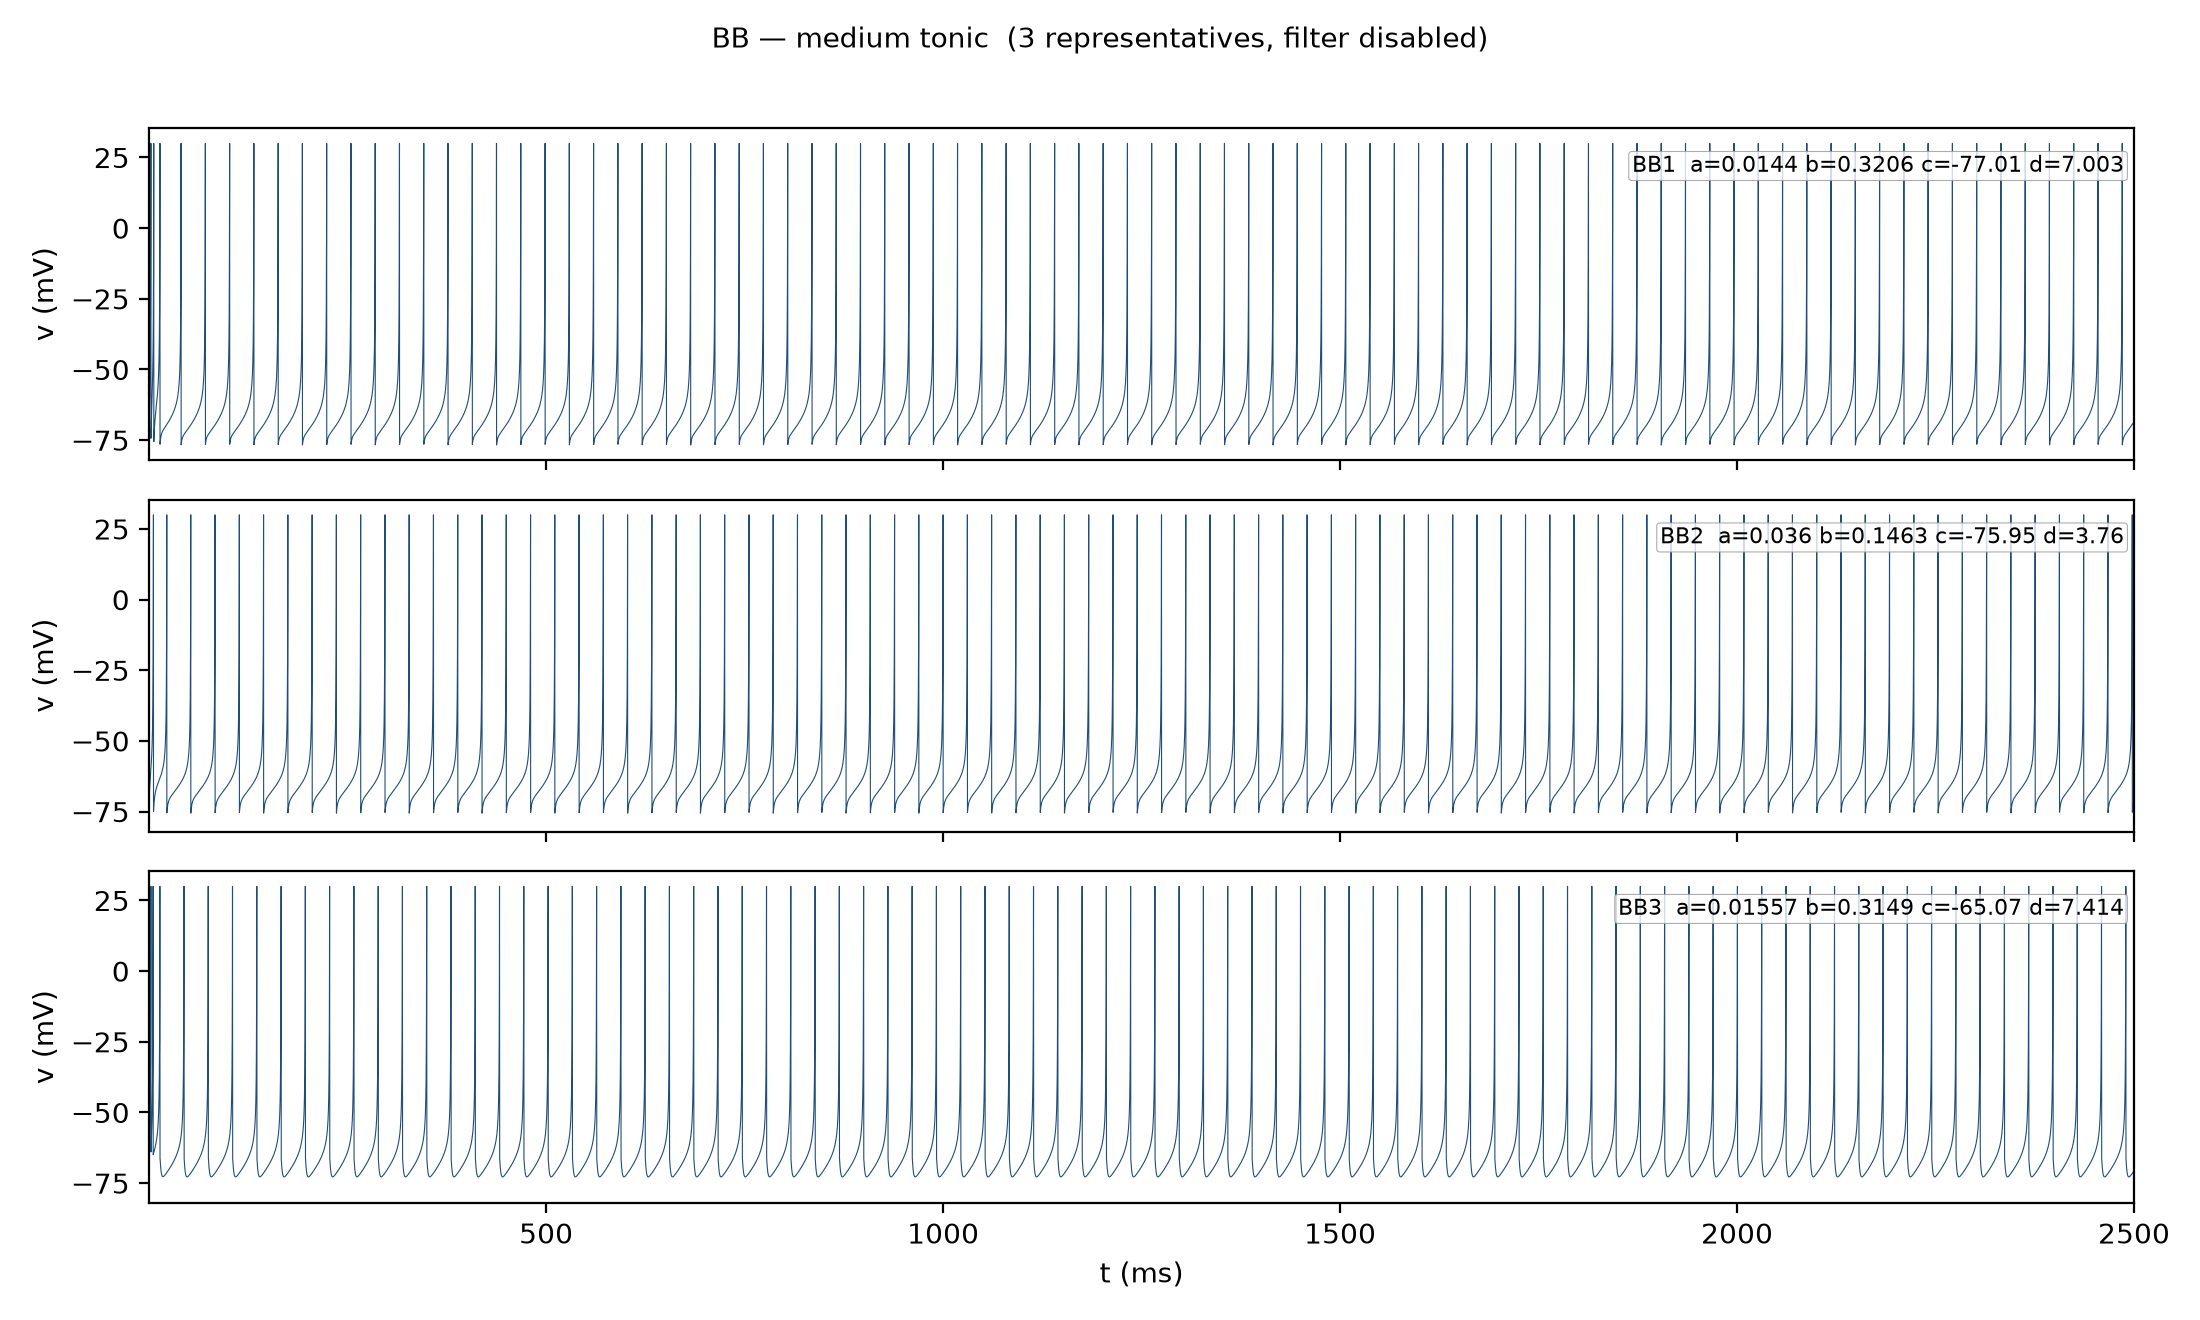 BB — medium tonic  (3 representatives, filter disabled)
25
0
−25
−50
−75
v (mV)
BB1  a=0.0144 b=0.3206 c=-77.01 d=7.003
25
0
−25
−50
−75
v (mV)
BB2  a=0.036 b=0.1463 c=-75.95 d=3.76
25
0
−25
−50
−75
v (mV)
BB3  a=0.01557 b=0.3149 c=-65.07 d=7.414
500 1000 1500 2000 2500
t (ms)